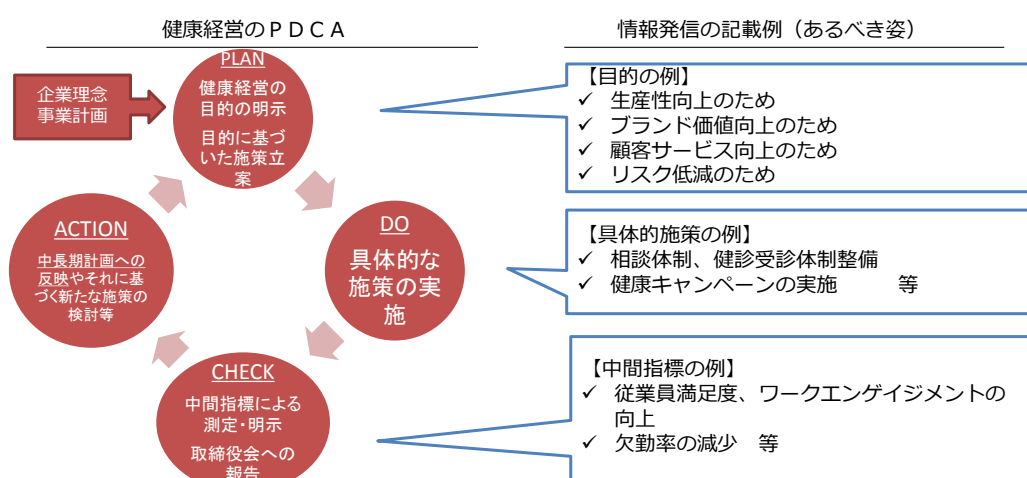 健康経営のPDCA
情報発信の記載例（あるべき姿）
企業理念
事業計画
PLAN
健康経営の
目的の明示
目的に基づ
いた施策立
案
DO
具体的な
施策の実
施
CHECK
中間指標による
測定・明示
取締役会への
報告
ACTION
中長期計画への
反映やそれに基
づく新たな施策の
検討等
【目的の例】
✓ 生産性向上のため
✓ ブランド価値向上のため
✓ 顧客サービス向上のため
✓ リスク低減のため
【具体的施策の例】
✓ 相談体制、健診受診体制整備
✓ 健康キャンペーンの実施　　等
【中間指標の例】
✓ 従業員満足度、ワークエンゲイジメントの
向上
✓ 欠勤率の減少　等